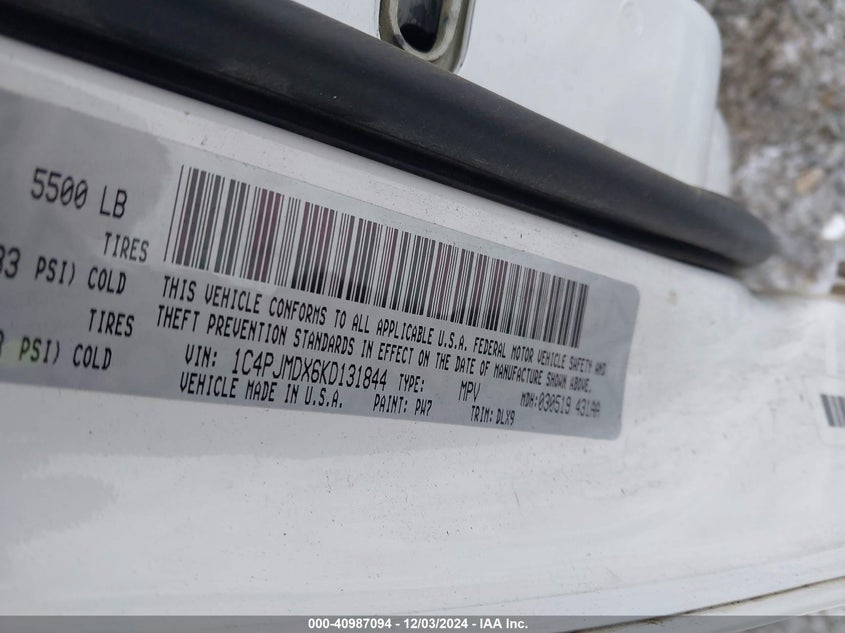 5500 LB
TIRES
33 PSI) COLD
TIRES
PSI) COLD
THIS VEHICLE CONFORMS TO ALL APPLICABLE U.S.A. FEDERAL MOTOR VEHICLE SAFETY AND
THEFT PREVENTION STANDARDS IN EFFECT ON THE DATE OF MANUFACTURE SHOWN ABOVE.
VIN: 1C4PJMDX6KD131844 TYPE: MPV MDH:030519 431AA
VEHICLE MADE IN U.S.A. PAINT: PW7 TRIM: DLX9
000-40987094 - 12/03/2024 - IAA Inc.